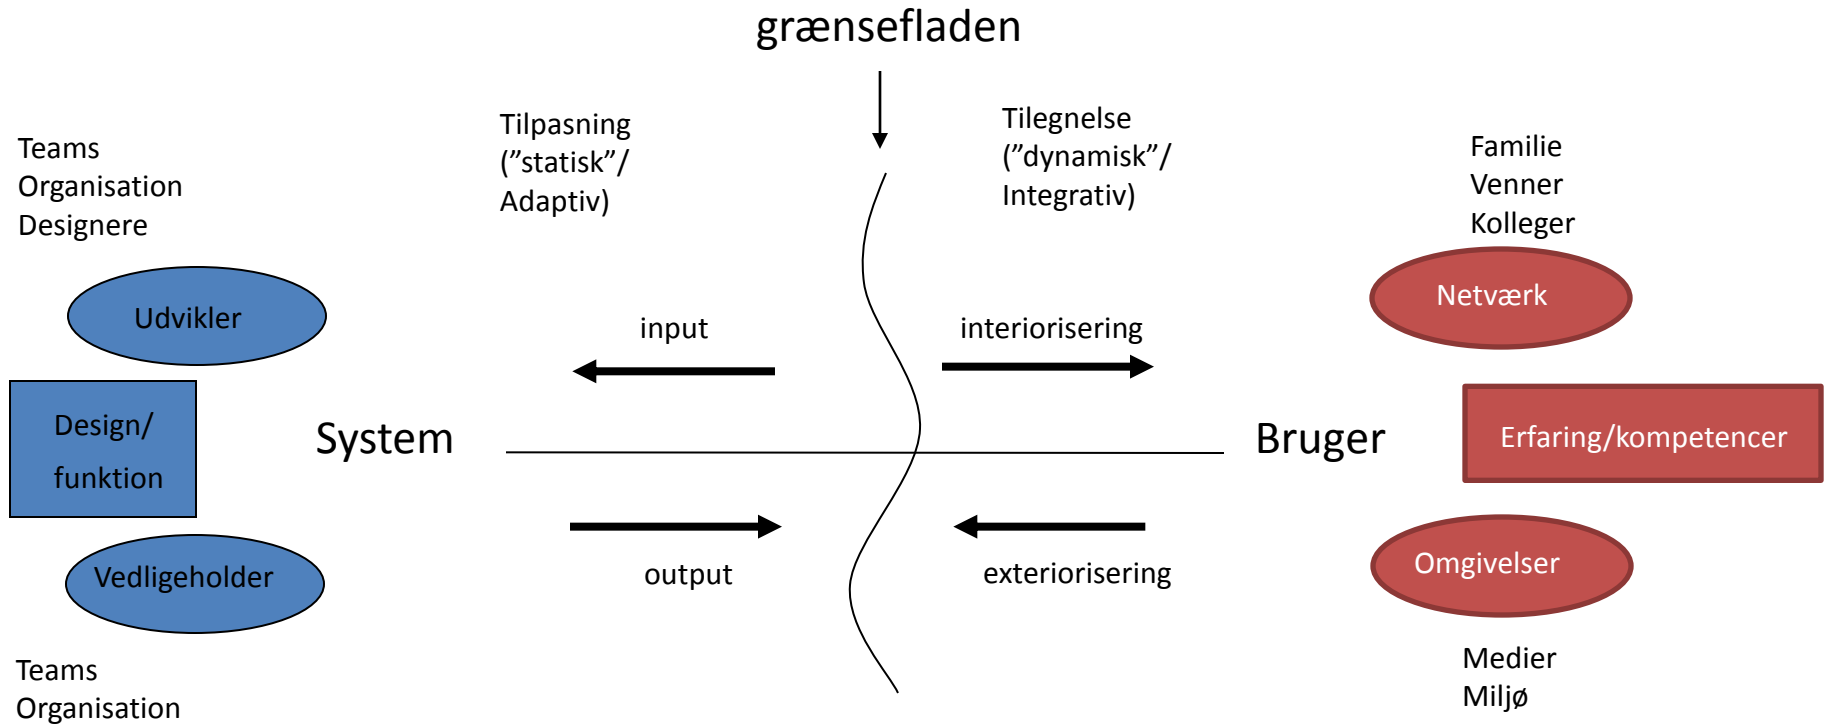 grænsefladen
Teams
Organisation
Designere
Tilpasning
(”statisk”/
Adaptiv)
Tilegnelse
(”dynamisk”/
Integrativ)
Familie
Venner
Kolleger
Udvikler
input
interiorisering
Netværk
Design/
funktion
System
Bruger
Erfaring/kompetencer
Vedligeholder
output
exteriorisering
Omgivelser
Teams
Organisation
Medier
Miljø